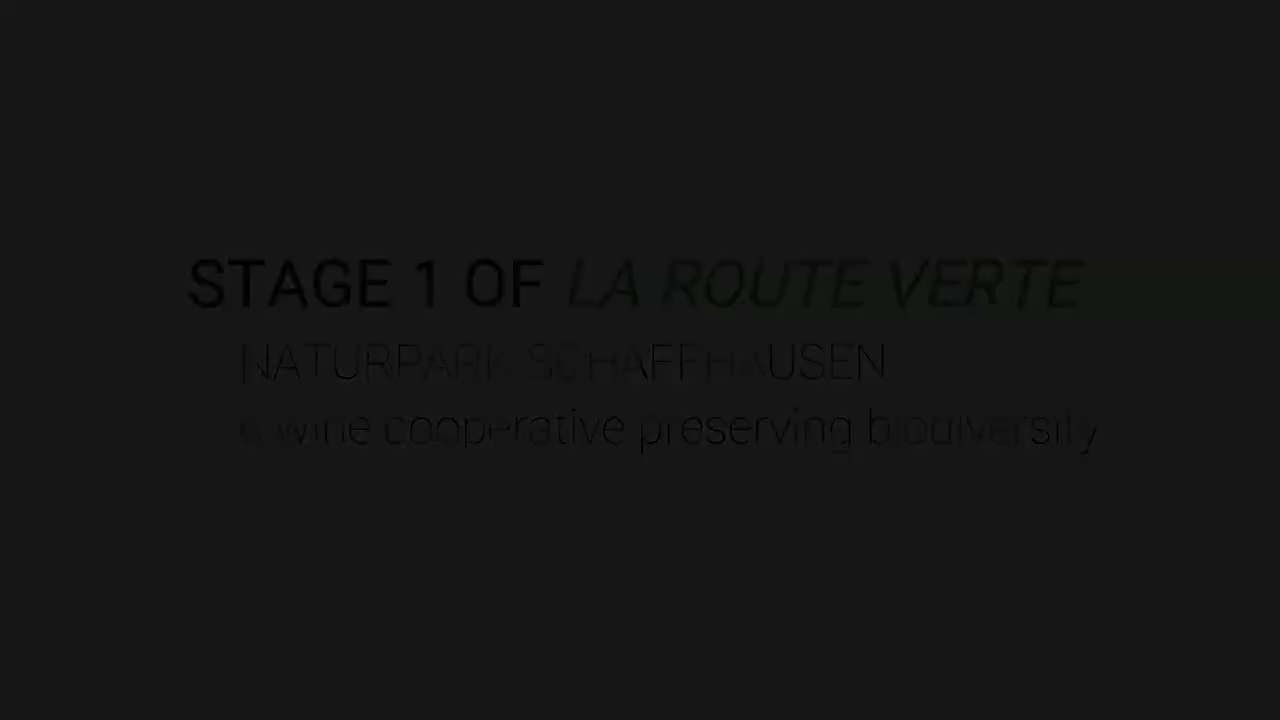 STAGE 1 OF LA ROUTE VERTE
NATURPARK SCHAFFHAUSEN
A wine cooperative preserving biodiversity